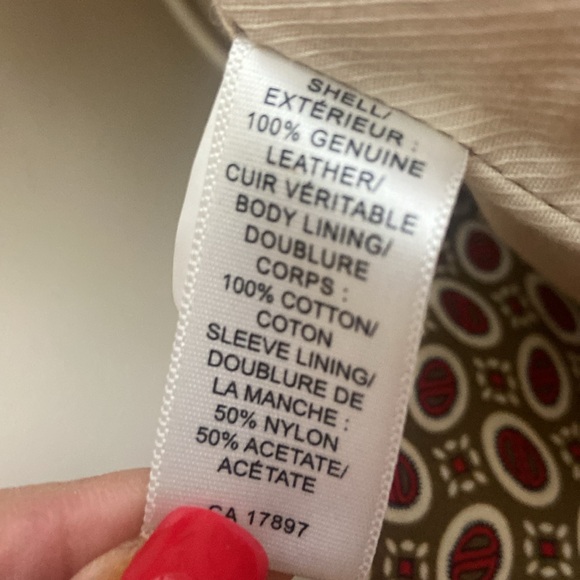 SHELL/
EXTÉRIEUR :
100% GENUINE
LEATHER/
CUIR VÉRITABLE
BODY LINING/
DOUBLURE
CORPS :
100% COTTON/
COTON
SLEEVE LINING/
DOUBLURE DE
LA MANCHE :
50% NYLON
50% ACETATE/
ACÉTATE
CA 17897